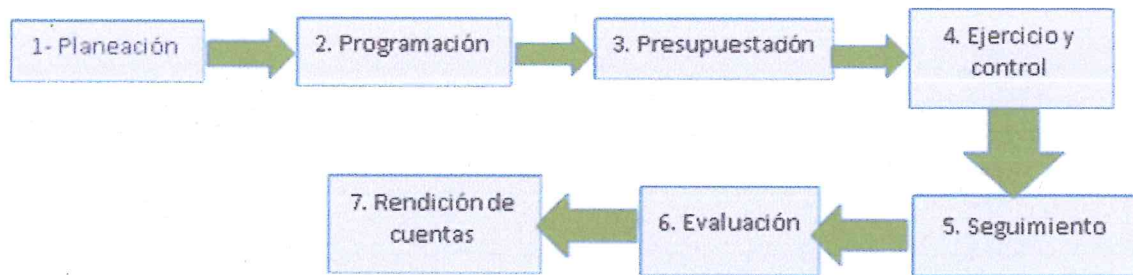 1- Planeación
2. Programación
3. Presupuestación
4. Ejercicio y
control
5. Seguimiento
6. Evaluación
7. Rendición de
cuentas